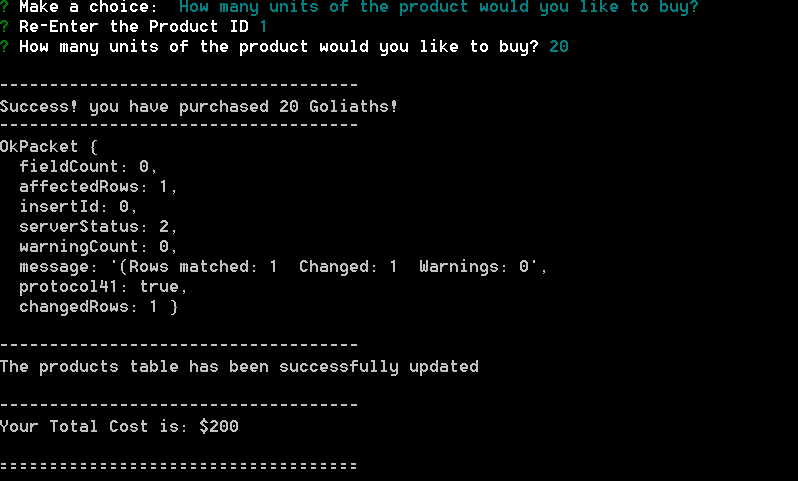 ? Make a choice:  How many units of the product would you like to buy?
? Re-Enter the Product ID 1
? How many units of the product would you like to buy? 20
------------------------------------
Success! you have purchased 20 Goliaths!
------------------------------------
OkPacket {
  fieldCount: 0,
  affectedRows: 1,
  insertId: 0,
  serverStatus: 2,
  warningCount: 0,
  message: '(Rows matched: 1  Changed: 1  Warnings: 0',
  protocol41: true,
  changedRows: 1 }
------------------------------------
The products table has been successfully updated
------------------------------------
Your Total Cost is: $200
====================================